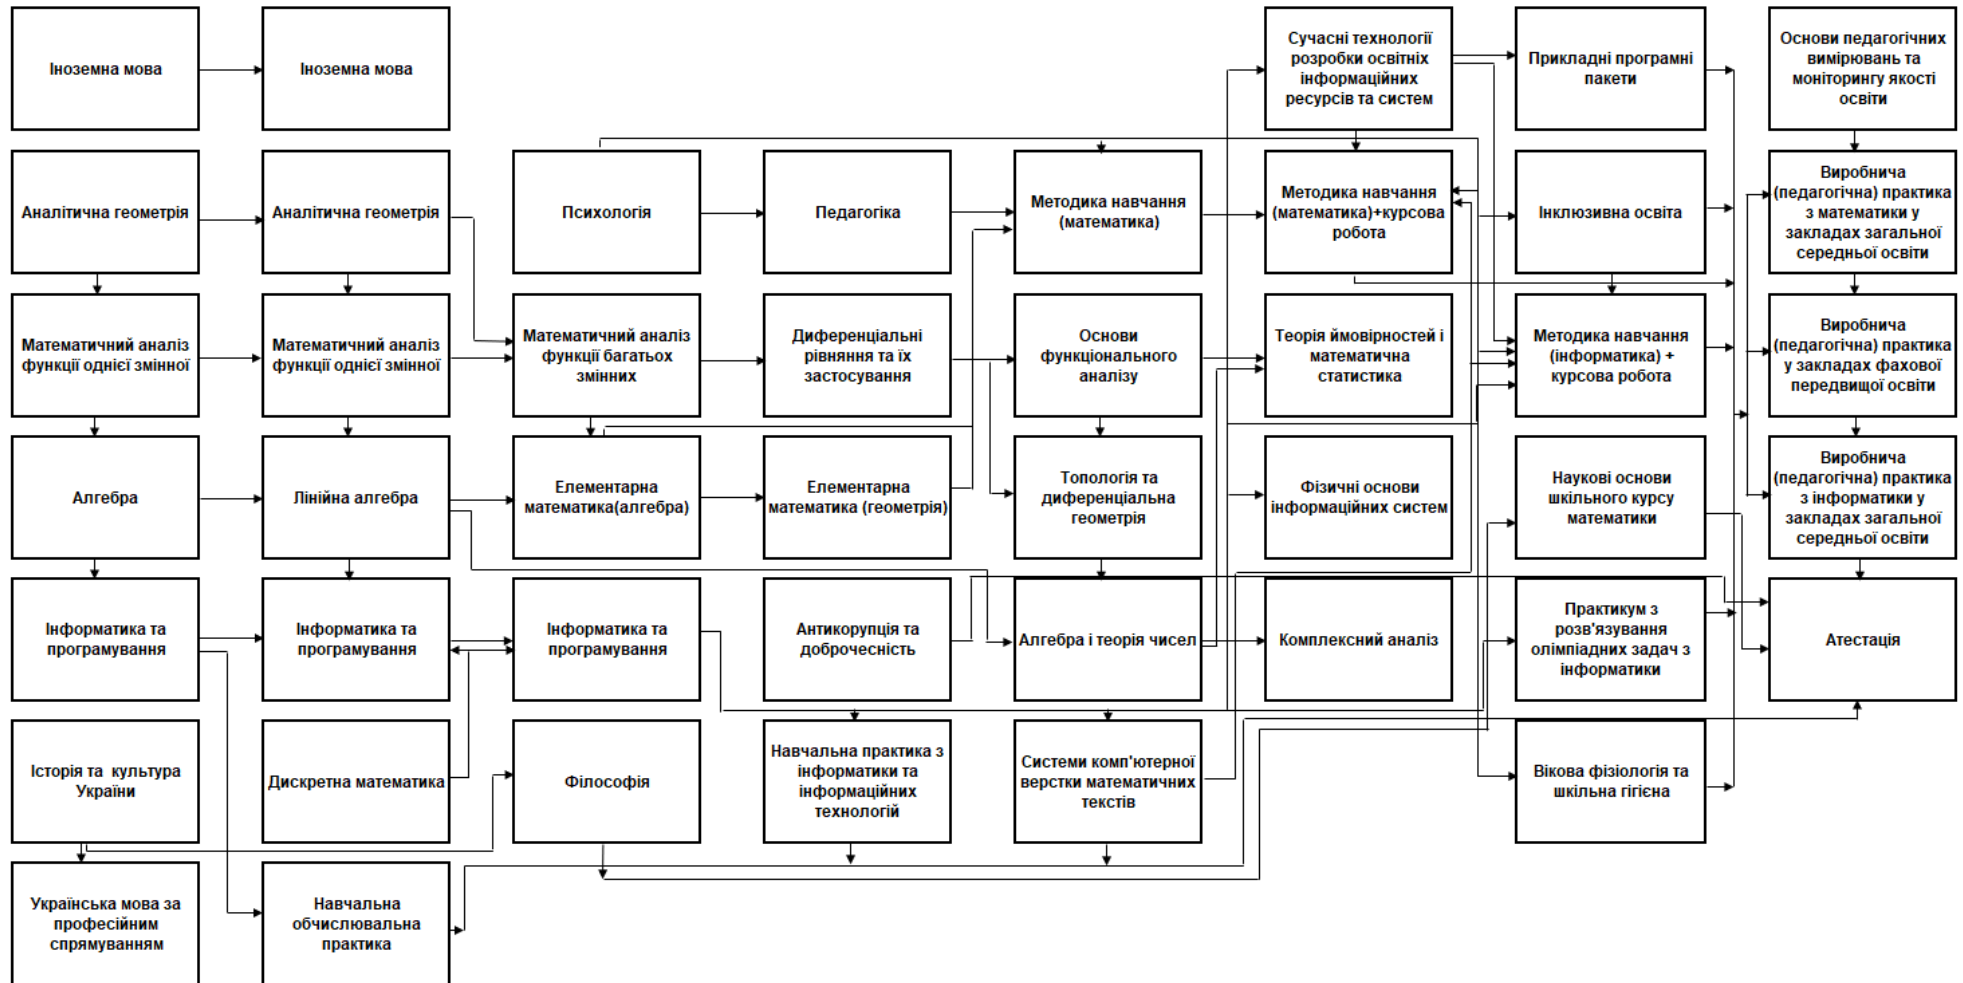 Іноземна мова
Іноземна мова
Сучасні технології
розробки освітніх
інформаційних
ресурсів та систем
Прикладні програмні
пакети
Основи педагогічних
вимірювань та
моніторингу якості
освіти
Аналітична геометрія
Аналітична геометрія
Психологія
Педагогіка
Методика навчання
(математика)
Методика навчання
(математика)+курсова
робота
Інклюзивна освіта
Виробнича
(педагогічна) практика
з математики у
закладах загальної
середньої освіти
Математичний аналіз
функції однієї змінної
Математичний аналіз
функції однієї змінної
Математичний аналіз
функції багатьох
змінних
Диференціальні
рівняння та їх
застосування
Основи
функціонального
аналізу
Теорія ймовірностей і
математична
статистика
Методика навчання
(інформатика) +
курсова робота
Виробнича
(педагогічна) практика
у закладах фахової
передвищої освіти
Алгебра
Лінійна алгебра
Елементарна
математика(алгебра)
Елементарна
математика (геометрія)
Топологія та
диференціальна
геометрія
Фізичні основи
інформаційних систем
Наукові основи
шкільного курсу
математики
Виробнича
(педагогічна) практика
з інформатики у
закладах загальної
середньої освіти
Інформатика та
програмування
Інформатика та
програмування
Інформатика та
програмування
Антикорупція та
доброчесність
Алгебра і теорія чисел
Комплексний аналіз
Практикум з
розв'язування
олімпіадних задач з
інформатики
Атестація
Історія та культура
України
Дискретна математика
Філософія
Навчальна практика з
інформатики та
інформаційних
технологій
Системи комп'ютерної
верстки математичних
текстів
Вікова фізіологія та
шкільна гігієна
Українська мова за
професійним
спрямуванням
Навчальна
обчислювальна
практика